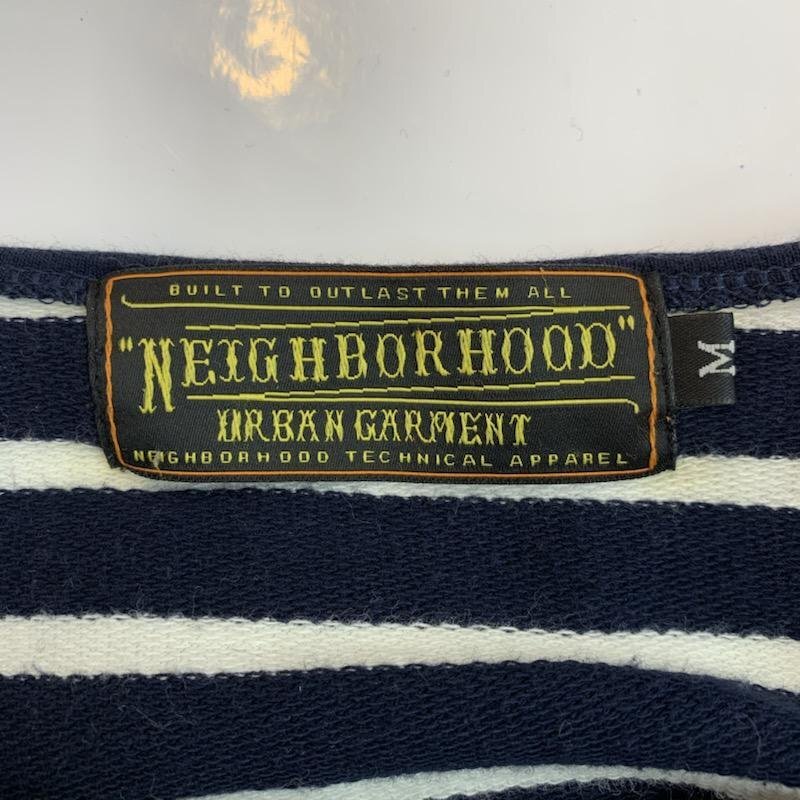 BUILT TO OUTLAST THEM ALL
"NEIGHBORHOOD"
URBAN GARMENT
NEIGHBORHOOD TECHNICAL APPAREL
M